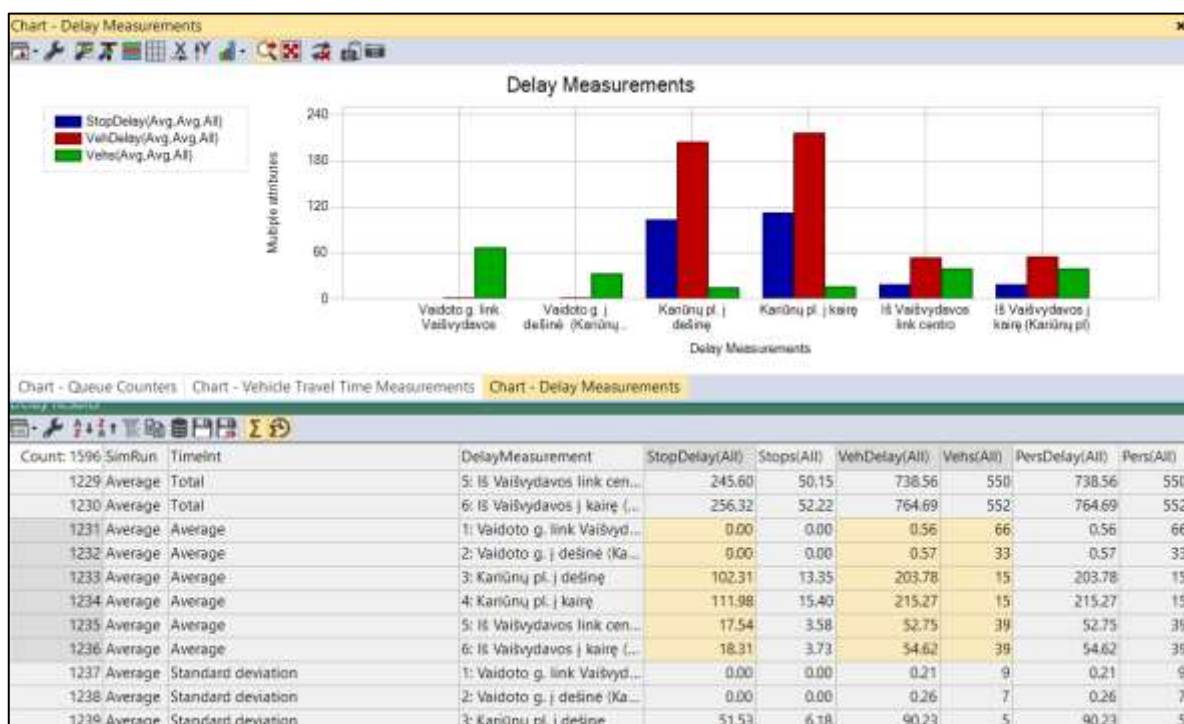 Chart - Delay Measurements
Delay Measurements
StopDelay(Avg,Avg,All)
VehDelay(Avg,Avg,All)
Vehs(Avg,Avg,All)
Multiple attributes
240
180
120
60
0
Vaidoto g. link Vaišvydavos
Vaidoto g. į dešinė (Kariūnų...
Kariūnų pl. į dešinę
Kariūnų pl. į kairę
Iš Vaišvydavos link centro
Iš Vaišvydavos į kairę (Kariūnų pl)
Delay Measurements
Chart - Queue Counters Chart - Vehicle Travel Time Measurements Chart - Delay Measurements
Count: 1596 SimRun TimeInt DelayMeasurement StopDelay(All) Stops(All) VehDelay(All) Vehs(All) PersDelay(All) Pers(All)
1229 Average Total 5: Iš Vaišvydavos link cen... 245.60 50.15 738.56 550 738.56 550
1230 Average Total 6: Iš Vaišvydavos į kairę (... 256.32 52.22 764.69 552 764.69 552
1231 Average Average 1: Vaidoto g. link Vaišvyd... 0.00 0.00 0.56 66 0.56 66
1232 Average Average 2: Vaidoto g. į dešinė (Ka... 0.00 0.00 0.57 33 0.57 33
1233 Average Average 3: Kariūnų pl. į dešinę 102.31 13.35 203.78 15 203.78 15
1234 Average Average 4: Kariūnų pl. į kairę 111.98 15.40 215.27 15 215.27 15
1235 Average Average 5: Iš Vaišvydavos link cen... 17.54 3.58 52.75 39 52.75 39
1236 Average Average 6: Iš Vaišvydavos į kairę (... 18.31 3.73 54.62 39 54.62 39
1237 Average Standard deviation 1: Vaidoto g. link Vaišvyd... 0.00 0.00 0.21 9 0.21 9
1238 Average Standard deviation 2: Vaidoto g. į dešinė (Ka... 0.00 0.00 0.26 7 0.26 7
1239 Average Standard deviation 3: Kariūnų pl. į dešinę 51.53 6.18 90.23 5 90.23 5